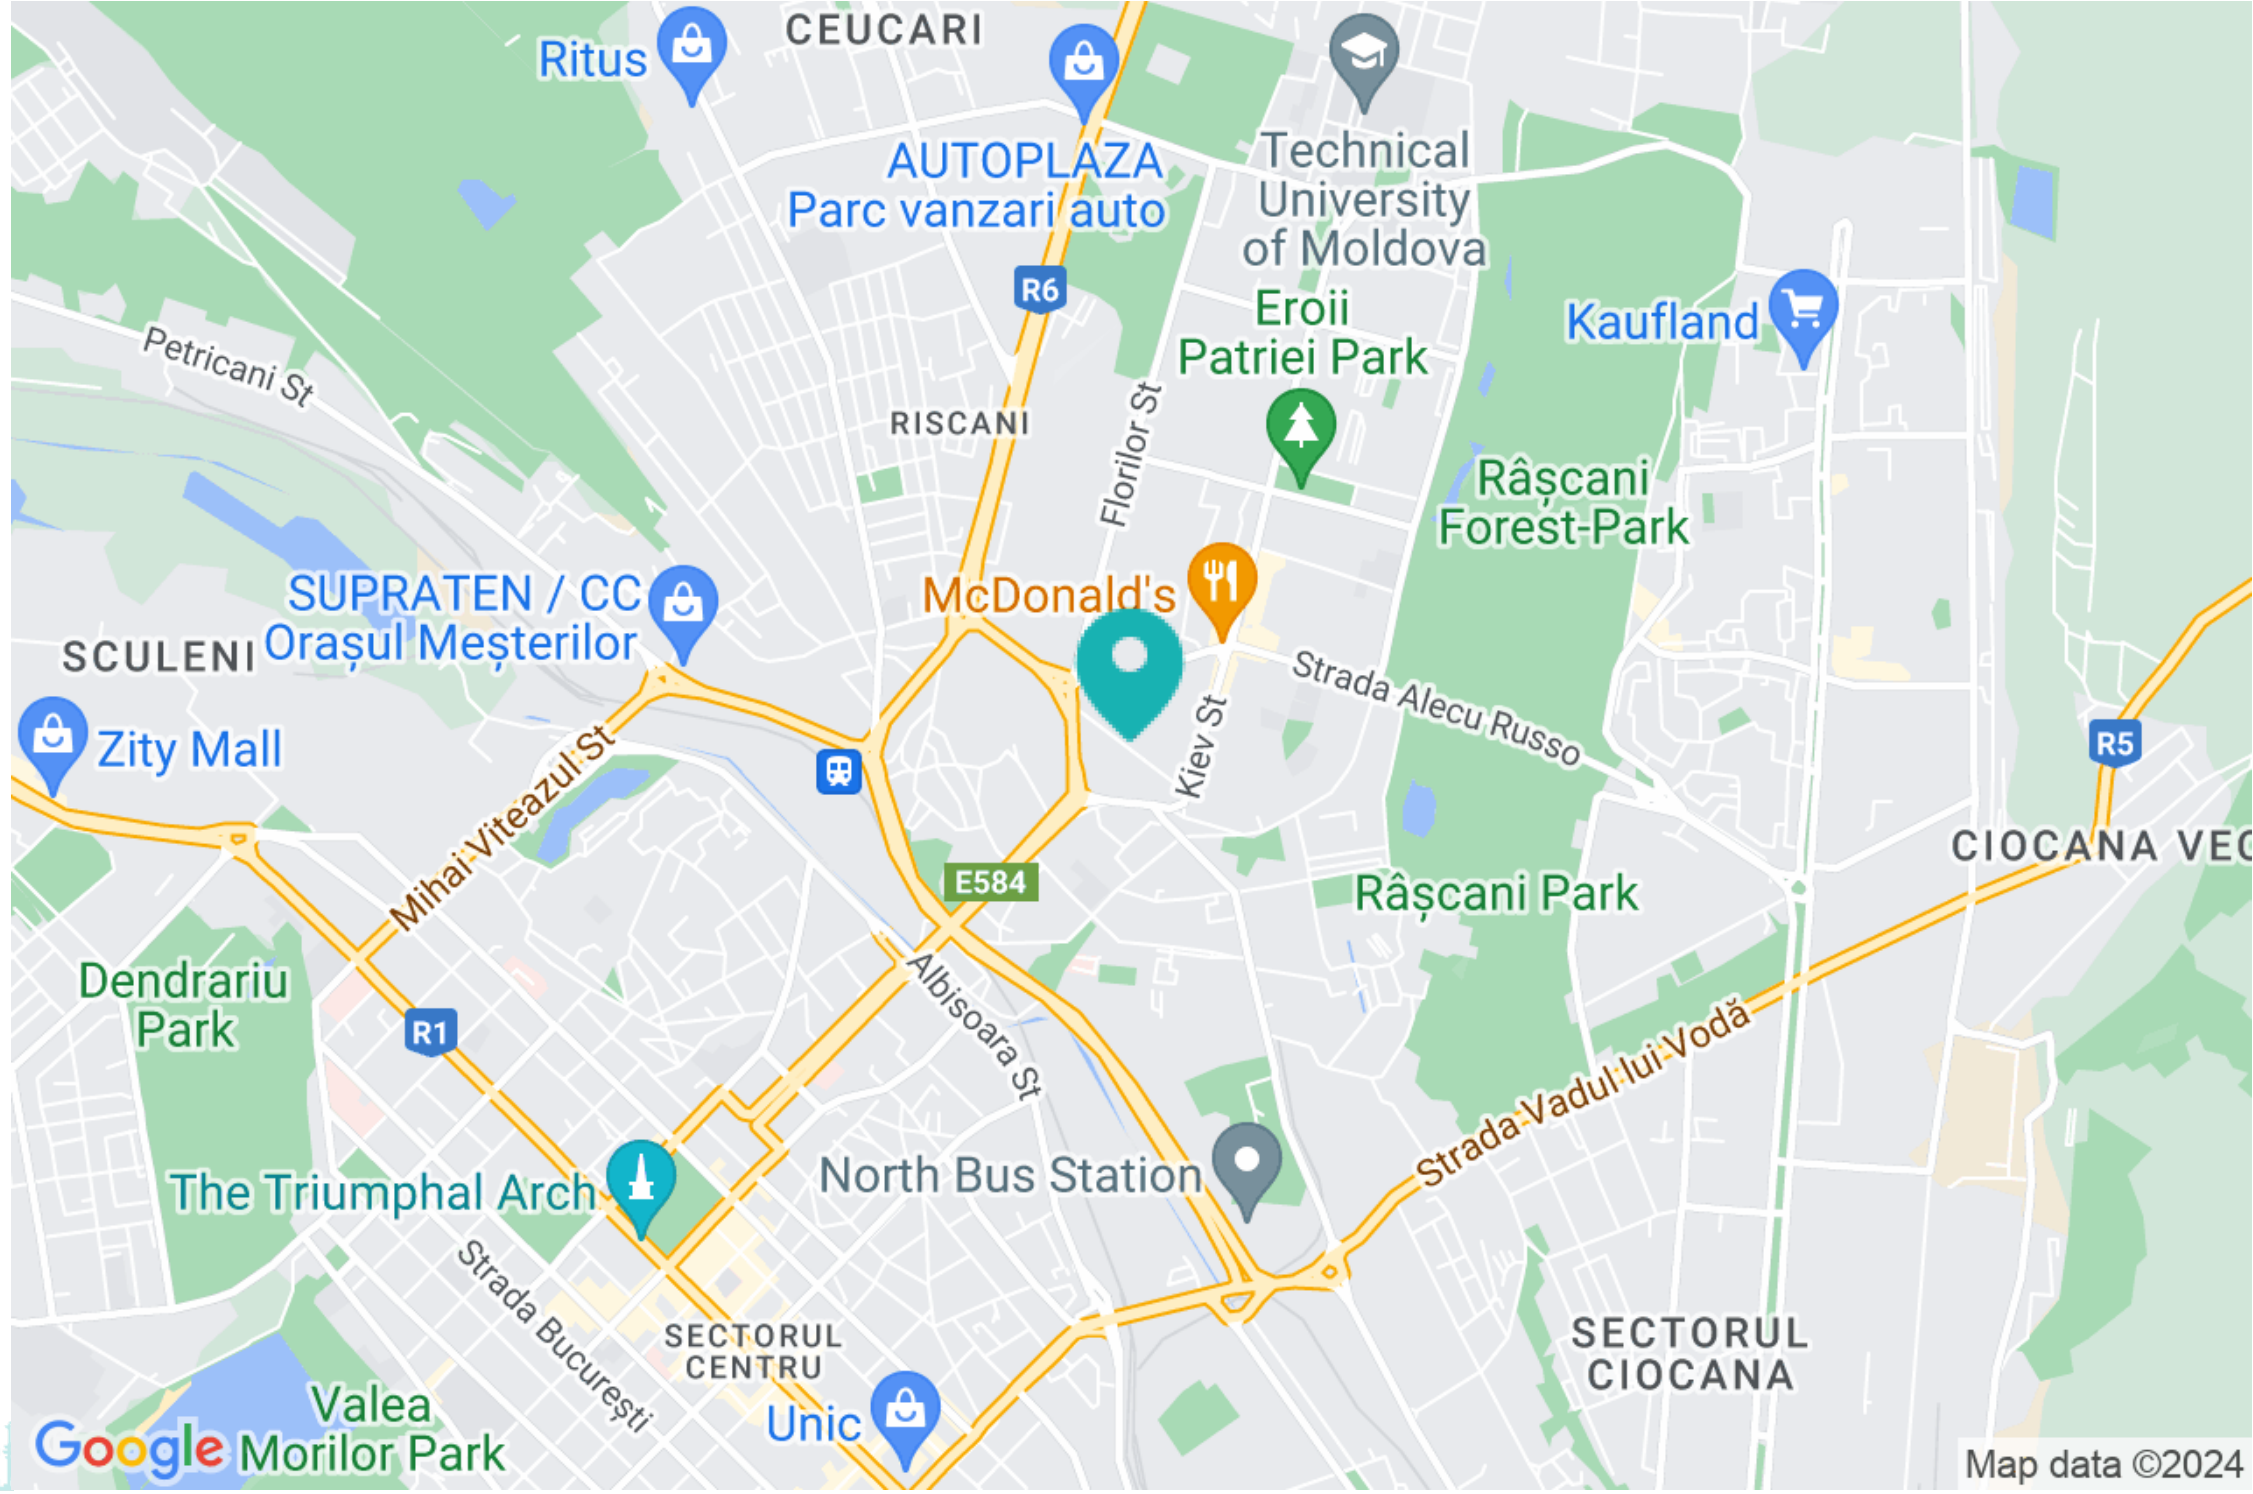 CEUCARI
Ritus
AUTOPLAZA
Parc vanzari auto
Technical
University
of Moldova
R6
Eroii
Patriei Park
Kaufland
Petricani St
RISCANI
Florilor St
Râșcani
Forest-Park
SUPRATEN / CC
Orașul Meșterilor
McDonald's
SCULENI
Strada Alecu Russo
Zity Mall
Mihai Viteazul St
Kiev St
R5
CIOCANA VEC
E584
Râșcani Park
Dendrariu
Park
R1
Albisoara St
Strada Vadul lui Vodă
The Triumphal Arch
North Bus Station
Strada București
SECTORUL
CENTRU
SECTORUL
CIOCANA
Unic
Valea
Morilor Park
Google
Map data ©2024